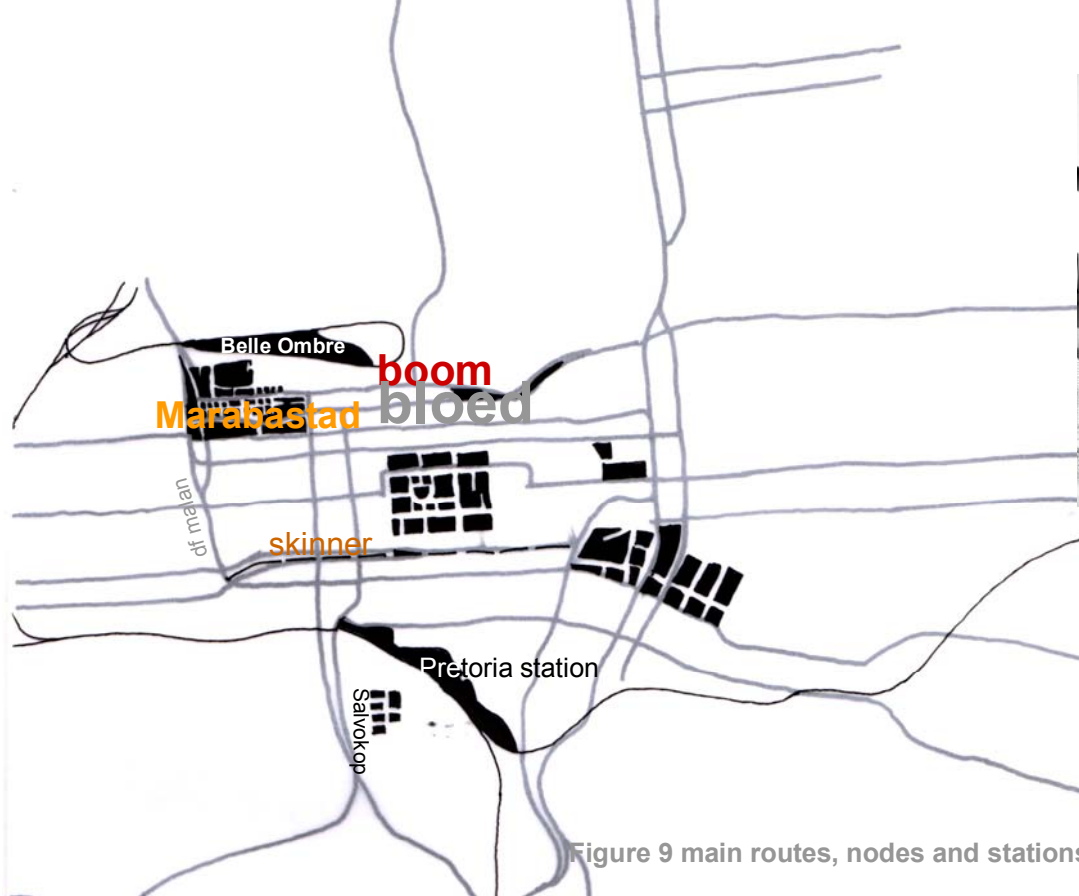 Belle Ombre
boom
bloed
Marabastad
df malan
skinner
Pretoria station
Salvokop
Figure 9 main routes, nodes and stations